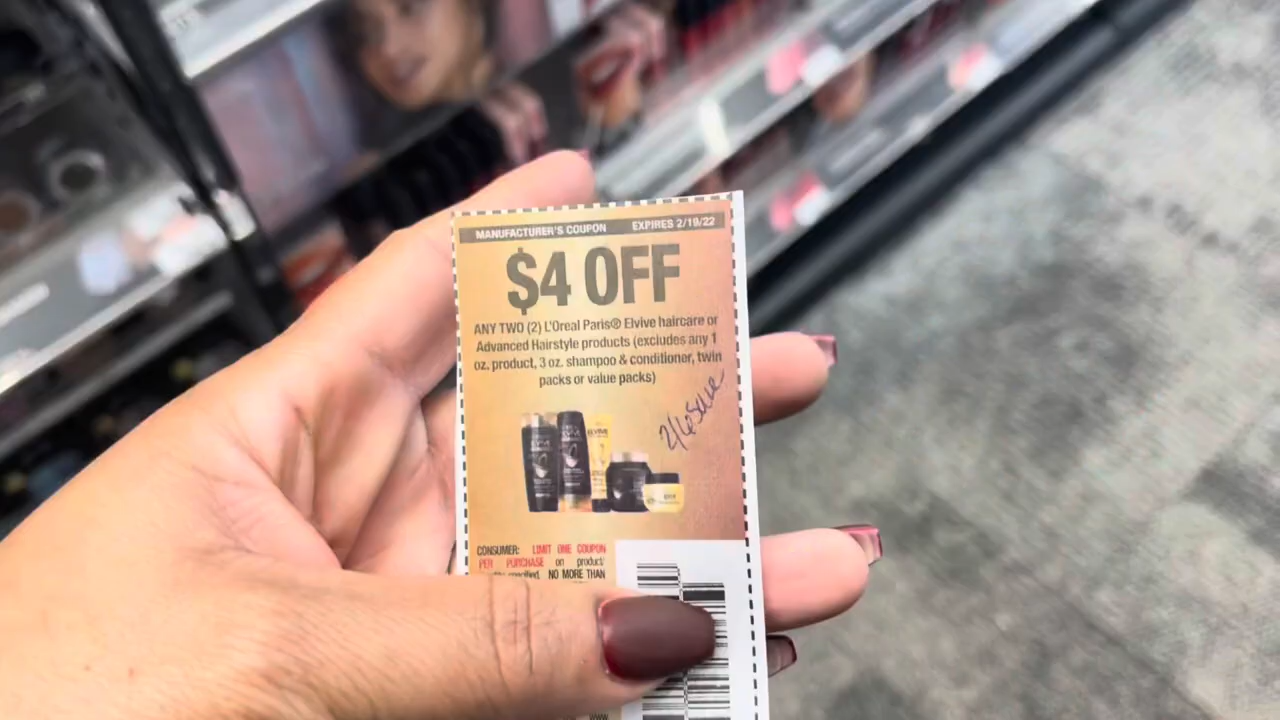 MANUFACTURER'S COUPON EXPIRES 2/19/22
$4 OFF
ANY TWO (2) L'Oreal Paris® Elvive haircare or
Advanced Hairstyle products (excludes any 1
oz. product, 3 oz. shampoo & conditioner, twin
packs or value packs)
CONSUMER: LIMIT ONE COUPON
PER PURCHASE on product/
specified. NO MORE THAN
www